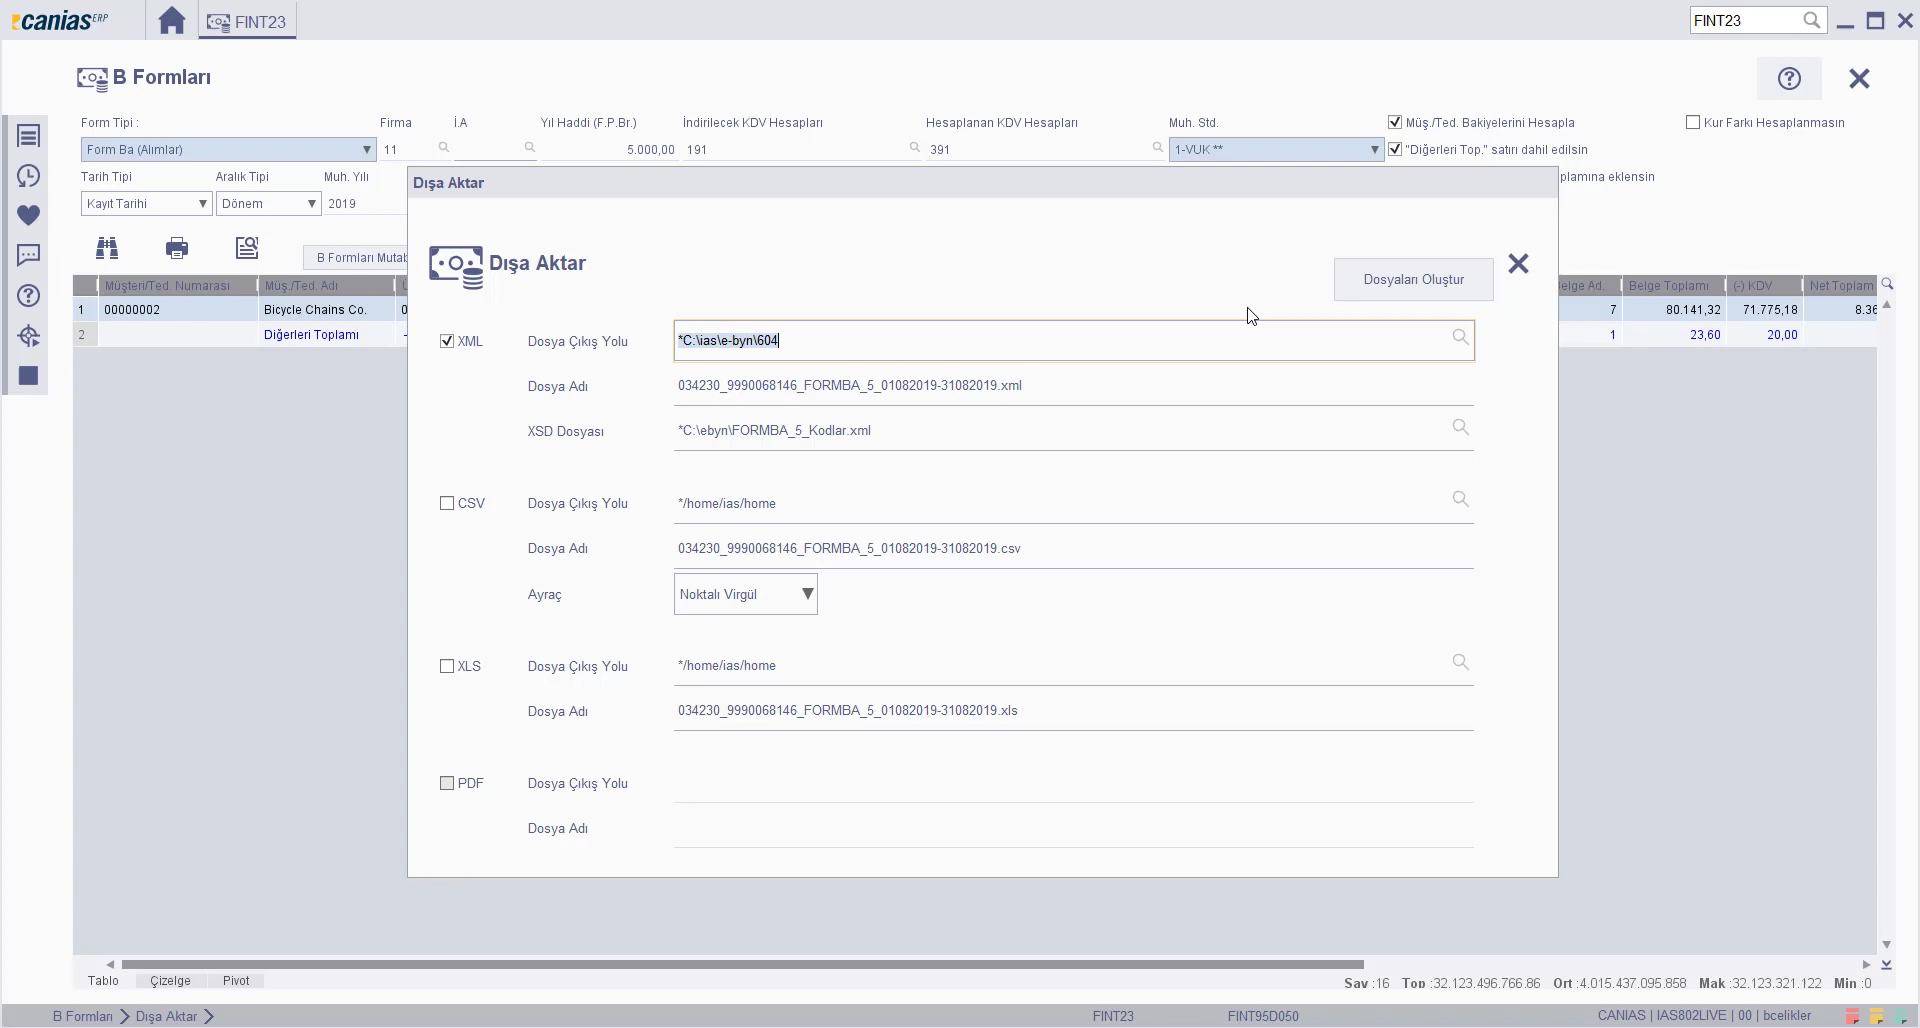 canias ERP
FINT23
FINT23
B Formları
Form Tipi :
Firma
İ.A
Yıl Haddi (F.P.Br.)
İndirilecek KDV Hesapları
Hesaplanan KDV Hesapları
Muh. Std.
Müş./Ted. Bakiyelerini Hesapla
Kur Farkı Hesaplanmasın
Form Ba (Alımlar)
11
5.000,00
191
391
1-VUK **
"Diğerleri Top." satırı dahil edilsin
Tarih Tipi
Aralık Tipi
Muh. Yılı
plamına eklensin
Kayıt Tarihi
Dönem
2019
Dışa Aktar
B Formları Mutab
Dışa Aktar
Dosyaları Oluştur
Müşteri/Ted. Numarası
Müş./Ted. Adı
elge Ad.
Belge Toplamı
(-) KDV
Net Toplam
1
00000002
Bicycle Chains Co.
0
7
80.141,32
71.775,18
8.36
2
Diğerleri Toplamı
-
1
23,60
20,00
XML
Dosya Çıkış Yolu
*C:\ias\e-byn\604
Dosya Adı
034230_9990068146_FORMBA_5_01082019-31082019.xml
XSD Dosyası
*C:\ebyn\FORMBA_5_Kodlar.xml
CSV
Dosya Çıkış Yolu
*/home/ias/home
Dosya Adı
034230_9990068146_FORMBA_5_01082019-31082019.csv
Ayraç
Noktalı Virgül
XLS
Dosya Çıkış Yolu
*/home/ias/home
Dosya Adı
034230_9990068146_FORMBA_5_01082019-31082019.xls
PDF
Dosya Çıkış Yolu
Dosya Adı
Tablo
Çizelge
Pivot
Say :16
Top :32.123.496.766.86
Ort :4.015.437.095.858
Mak :32.123.321.122
Min :0
B Formları
Dışa Aktar
FINT23
FINT95D050
CANIAS | IAS802LIVE | 00 | bcelikler